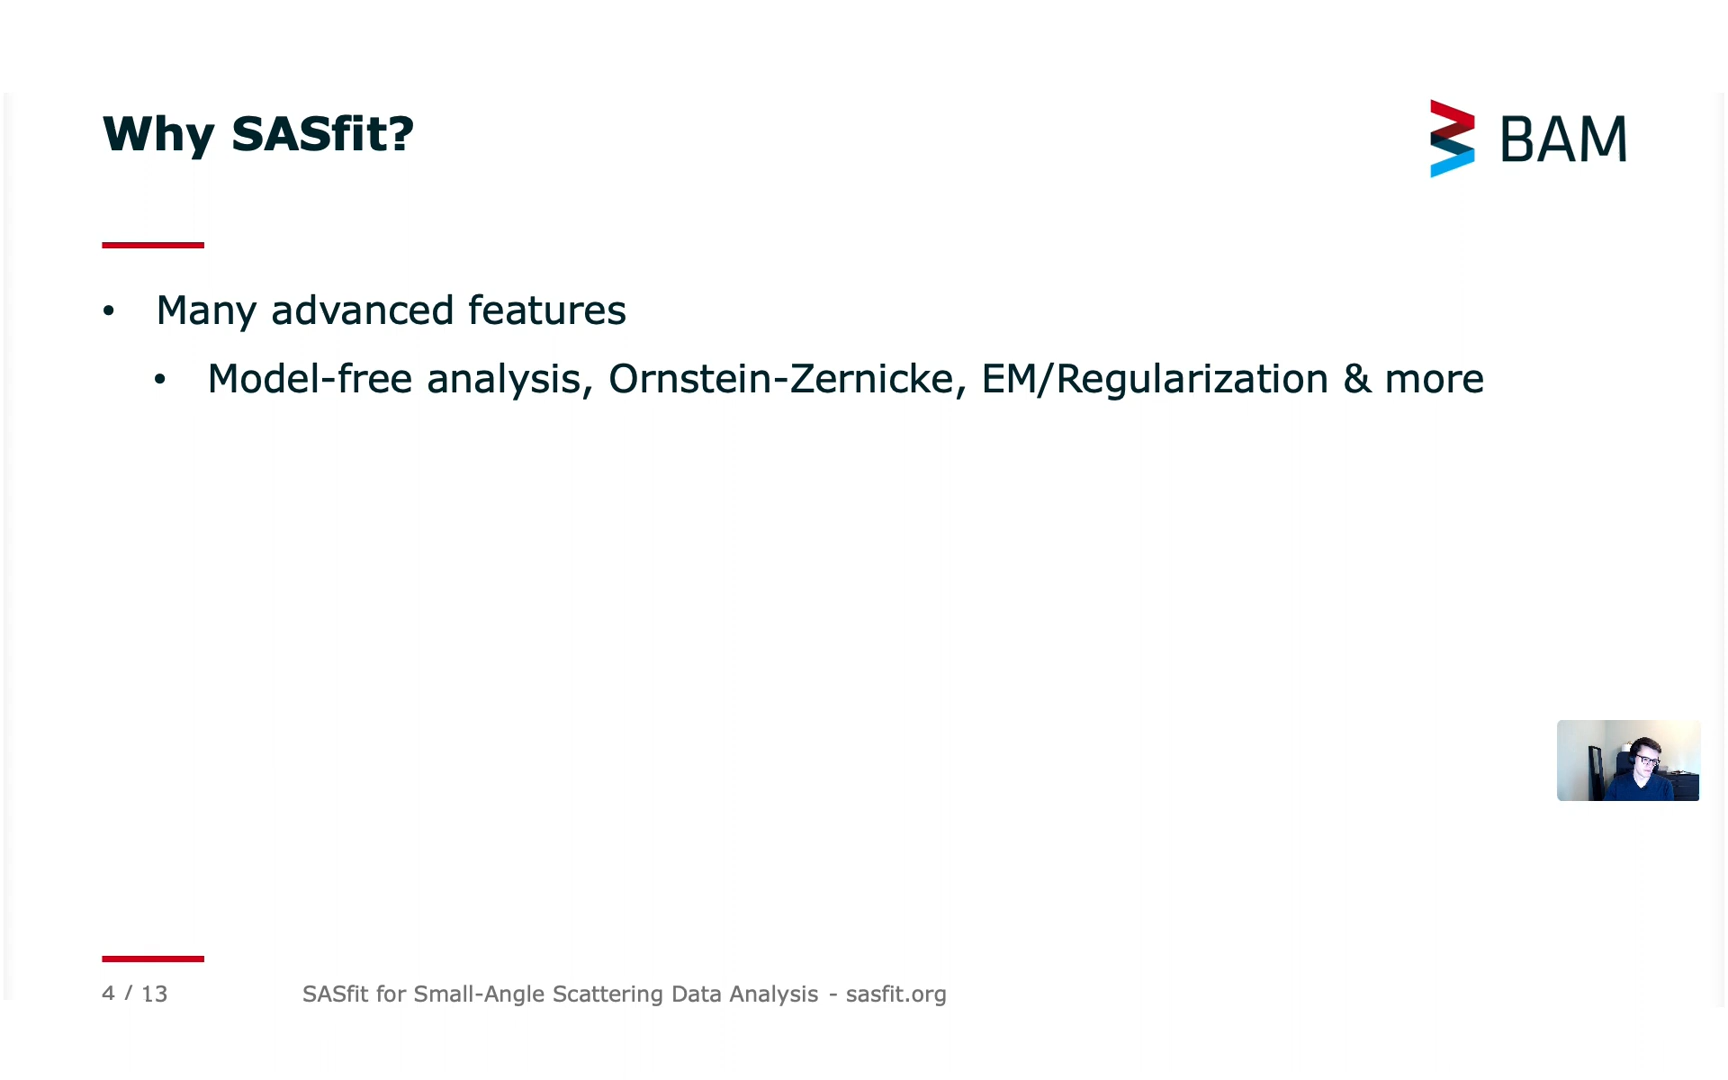 Why SASfit?
BAM
• Many advanced features
• Model-free analysis, Ornstein-Zernicke, EM/Regularization & more
4 / 13
SASfit for Small-Angle Scattering Data Analysis - sasfit.org